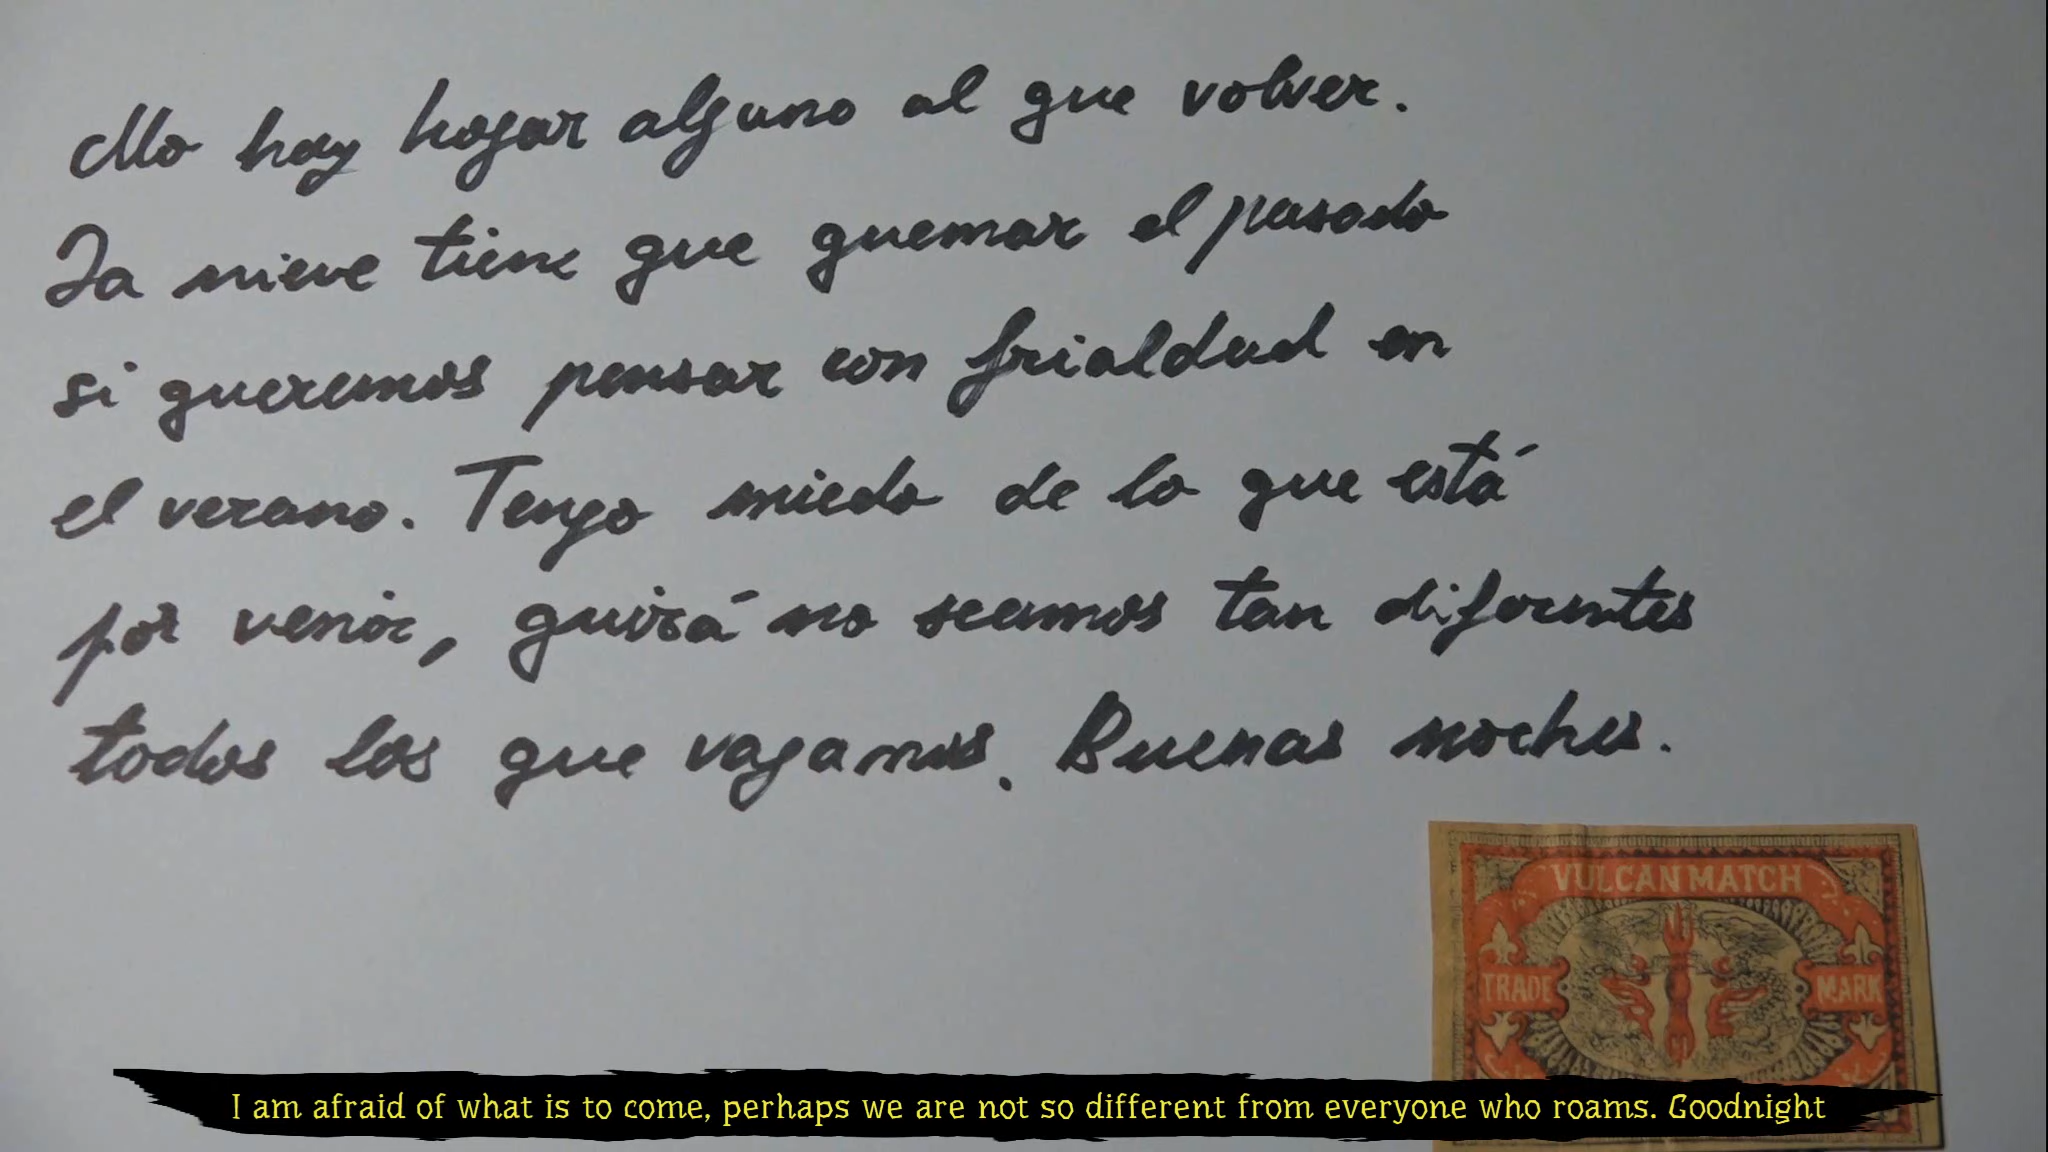 No hay hogar alguno al que volver.
La nieve tiene que quemar el pasado
si queremos pensar con frialdad en
el verano. Tengo miedo de lo que está
por venir, quizá no seamos tan diferentes
todos los que vagamos. Buenas noches.
VULCAN MATCH
TRADE MARK
I am afraid of what is to come, perhaps we are not so different from everyone who roams. Goodnight